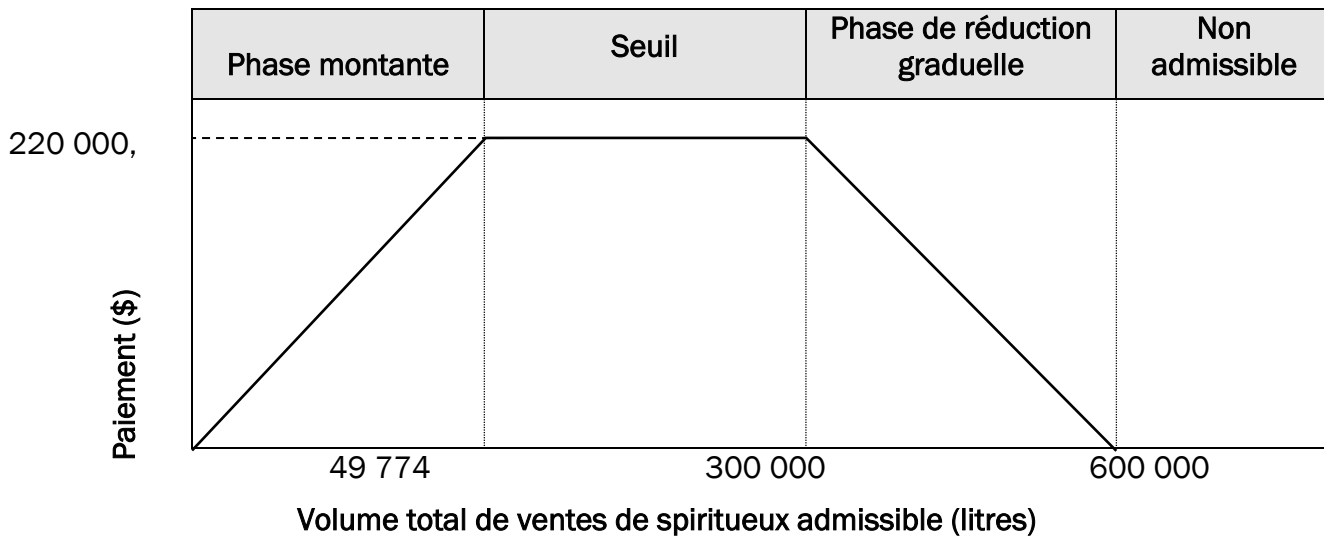 Phase montante
Seuil
Phase de réduction
graduelle
Non
admissible
220 000,
Paiement ($)
49 774
300 000
600 000
Volume total de ventes de spiritueux admissible (litres)